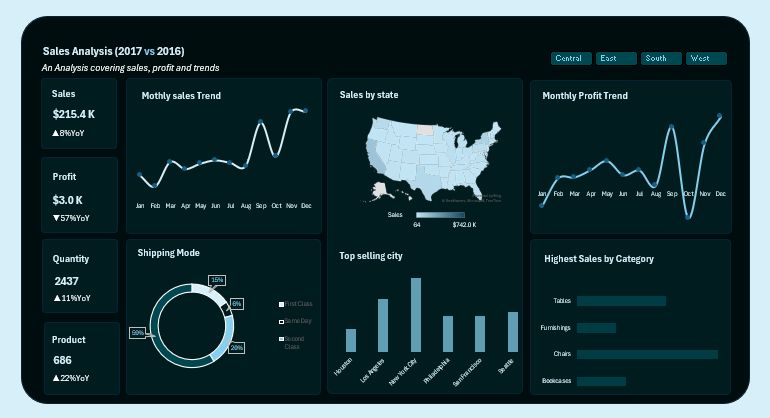 Sales Analysis (2017 vs 2016)
An Analysis covering sales, profit and trends
Central
East
South
West
Sales
$215.4 K
▲8%YoY
Profit
$3.0 K
▼57%YoY
Quantity
2437
▲11%YoY
Product
686
▲22%YoY
Mothly sales Trend
Jan Feb Mar Apr May Jun Jul Aug Sep Oct Nov Dec
Sales by state
Sales
64 $742.0 K
Monthly Profit Trend
Jan Feb Mar Apr May Jun Jul Aug Sep Oct Nov Dec
Shipping Mode
15%
6%
20%
59%
First Class
Same Day
Second
Class
Top selling city
Houston
Los Angeles
New York City
Philadelphia
San Francisco
Seattle
Highest Sales by Category
Tables
Furnishings
Chairs
Bookcases